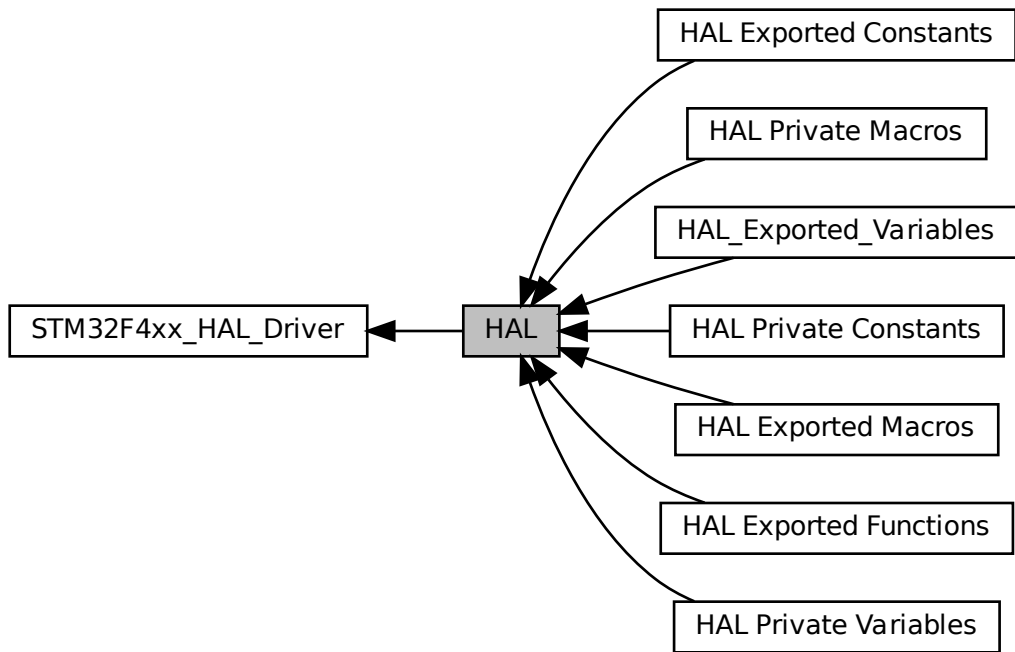 HAL Exported Constants
HAL Private Macros
HAL_Exported_Variables
STM32F4xx_HAL_Driver
HAL
HAL Private Constants
HAL Exported Macros
HAL Exported Functions
HAL Private Variables